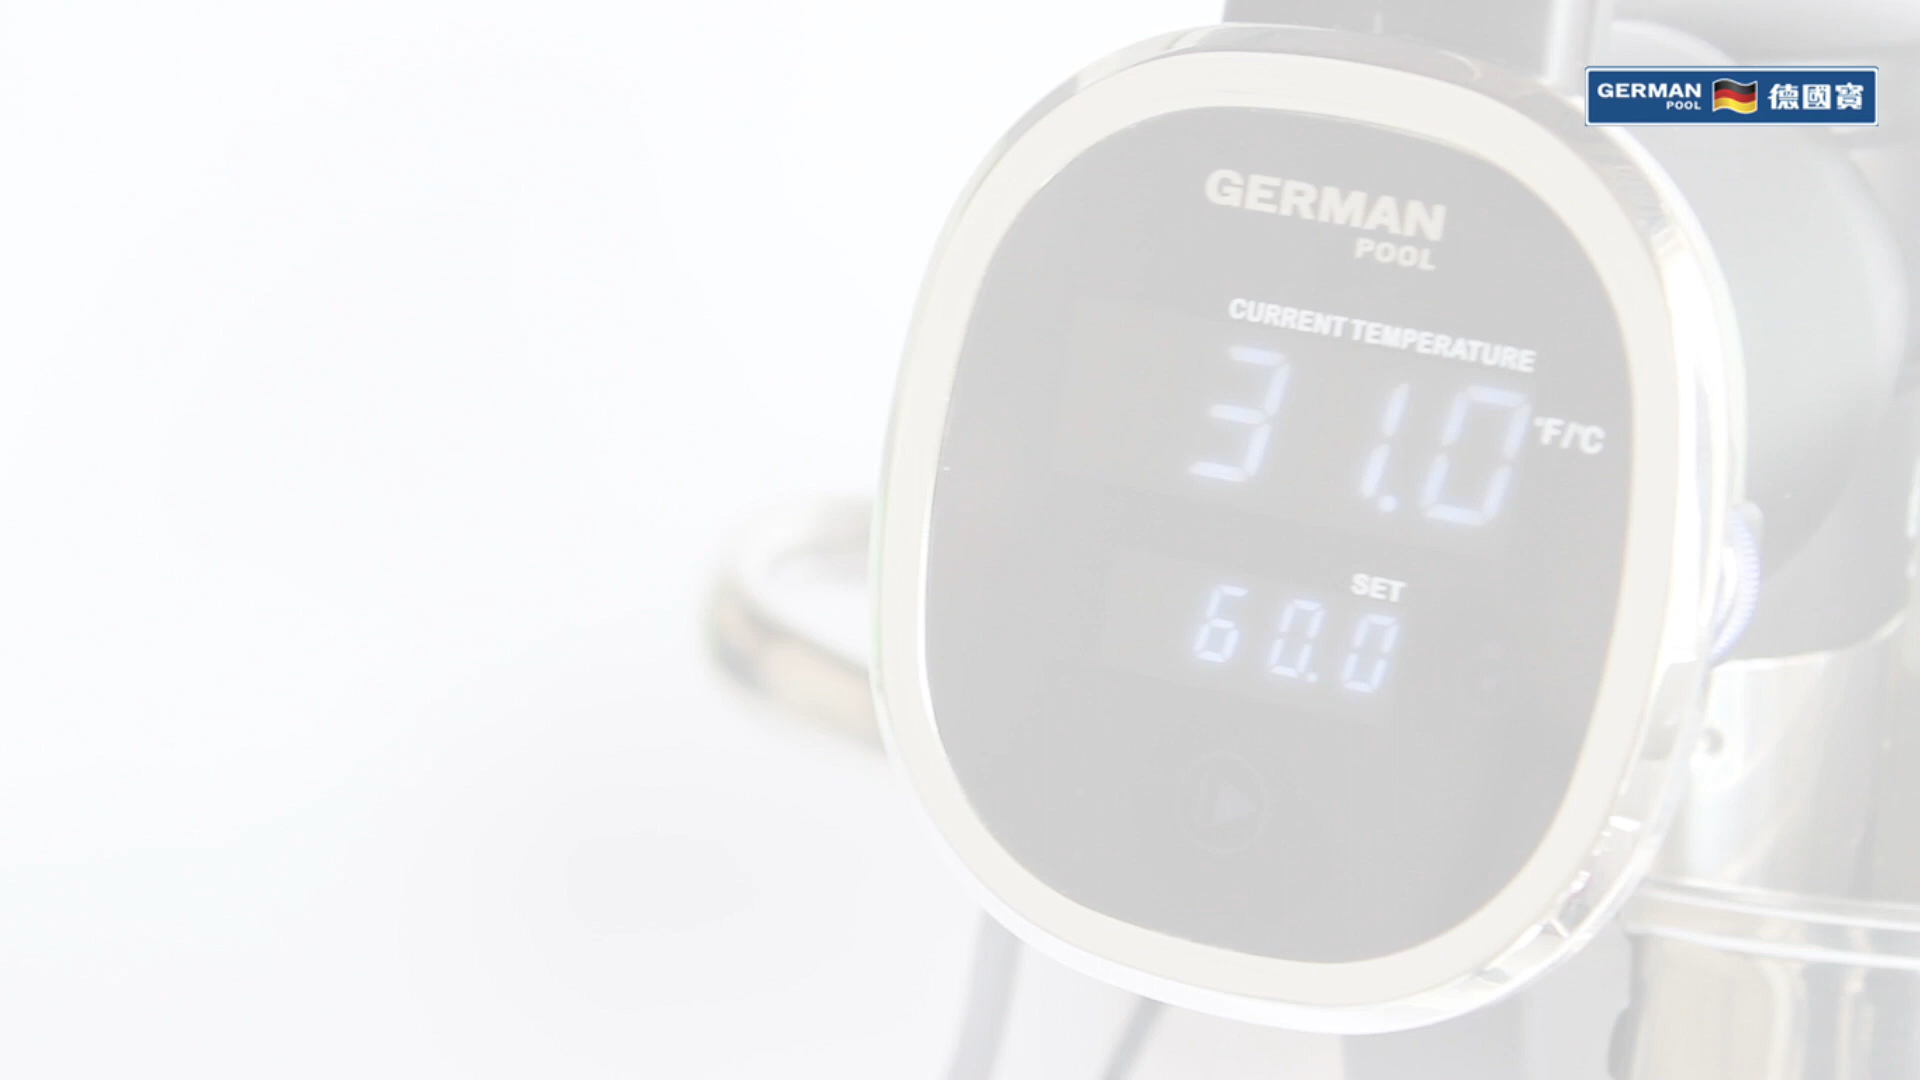 GERMAN
POOL
德國寶
GERMAN
POOL
CURRENT TEMPERATURE
31.0 °F/°C
SET
60.0